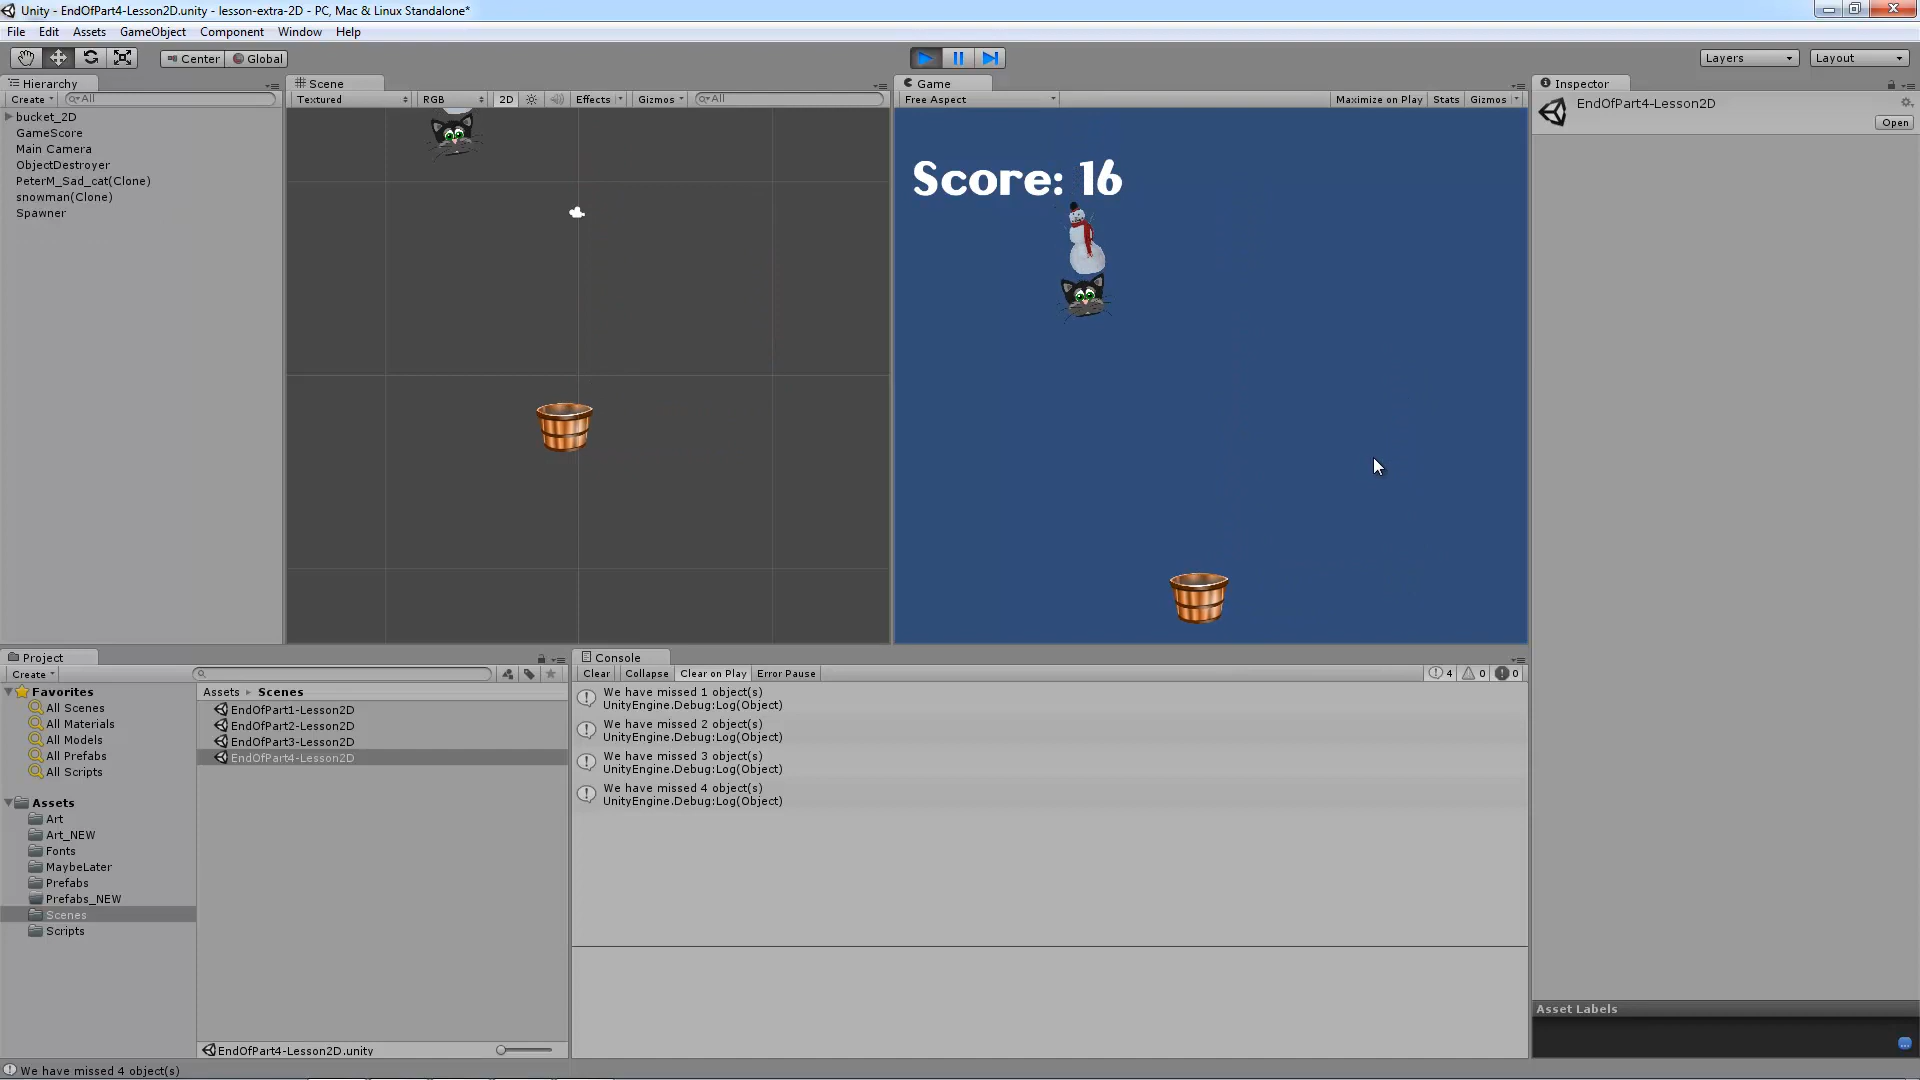 Unity - EndOfPart4-Lesson2D.unity - lesson-extra-2D - PC, Mac & Linux Standalone*
File Edit Assets GameObject Component Window Help
Center Global Layers Layout
Hierarchy
Create All
bucket_2D
GameScore
Main Camera
ObjectDestroyer
PeterM_Sad_cat(Clone)
snowman(Clone)
Spawner
Scene
Textured RGB 2D Effects Gizmos All
Game
Free Aspect Maximize on Play Stats Gizmos
Score: 16
Inspector
EndOfPart4-Lesson2D
Open
Project
Create
Favorites
All Scenes
All Materials
All Models
All Prefabs
All Scripts
Assets
Art
Art_NEW
Fonts
MaybeLater
Prefabs
Prefabs_NEW
Scenes
Scripts
Assets Scenes
EndOfPart1-Lesson2D
EndOfPart2-Lesson2D
EndOfPart3-Lesson2D
EndOfPart4-Lesson2D
EndOfPart4-Lesson2D.unity
Console
Clear Collapse Clear on Play Error Pause 4 0 0
We have missed 1 object(s)
UnityEngine.Debug:Log(Object)
We have missed 2 object(s)
UnityEngine.Debug:Log(Object)
We have missed 3 object(s)
UnityEngine.Debug:Log(Object)
We have missed 4 object(s)
UnityEngine.Debug:Log(Object)
Asset Labels
We have missed 4 object(s)